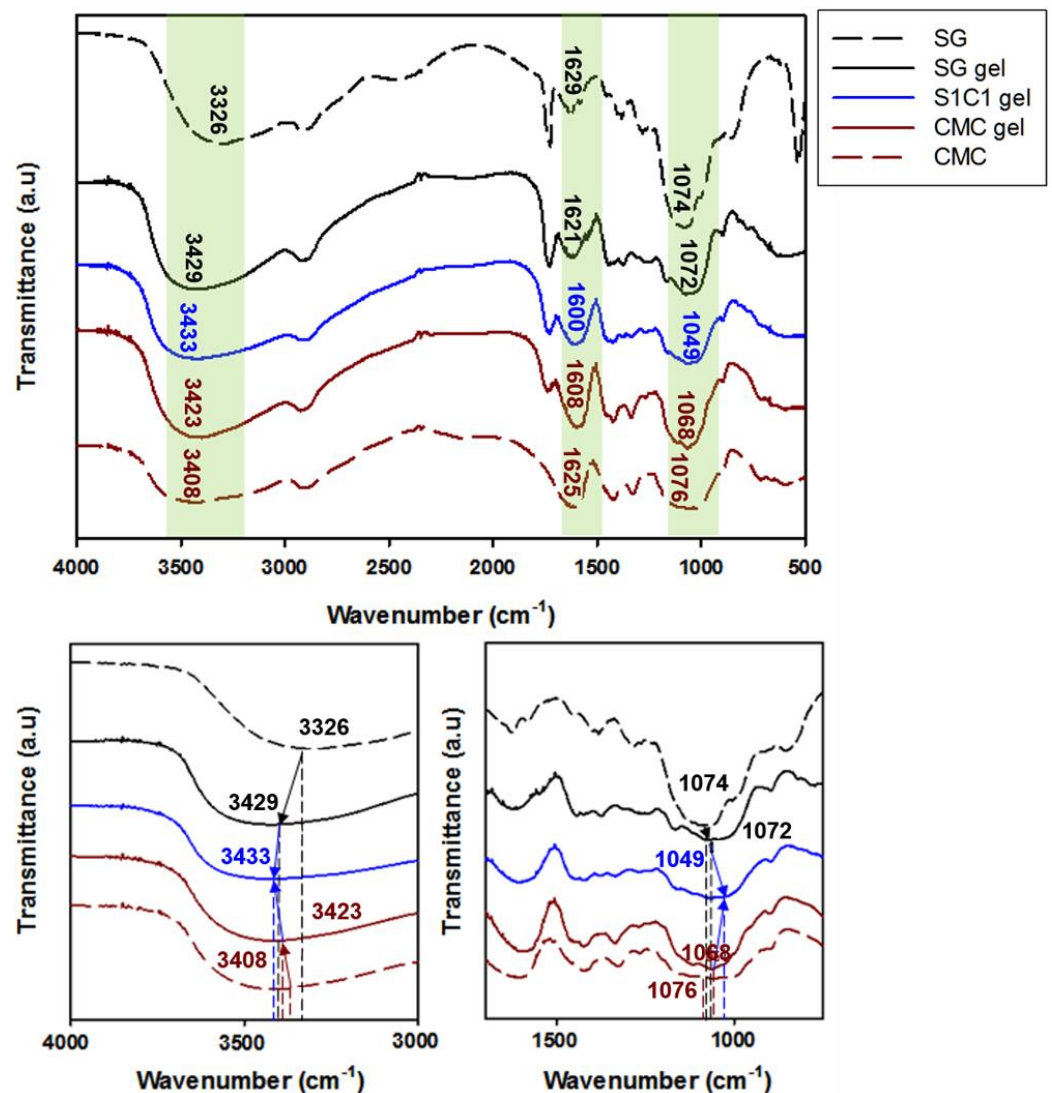 SG
SG gel
S1C1 gel
CMC gel
CMC
Transmittance (a.u)
3326
1629
1074
3429
1621
1072
3433
1600
1049
3423
1608
1068
3408
1625
1076
4000 3500 3000 2500 2000 1500 1000 500
Wavenumber (cm⁻¹)
Transmittance (a.u)
3326
3429
3433
3423
3408
4000 3500 3000
Wavenumber (cm⁻¹)
Transmittance (a.u)
1074
1072
1049
1068
1076
1500 1000
Wavenumber (cm⁻¹)